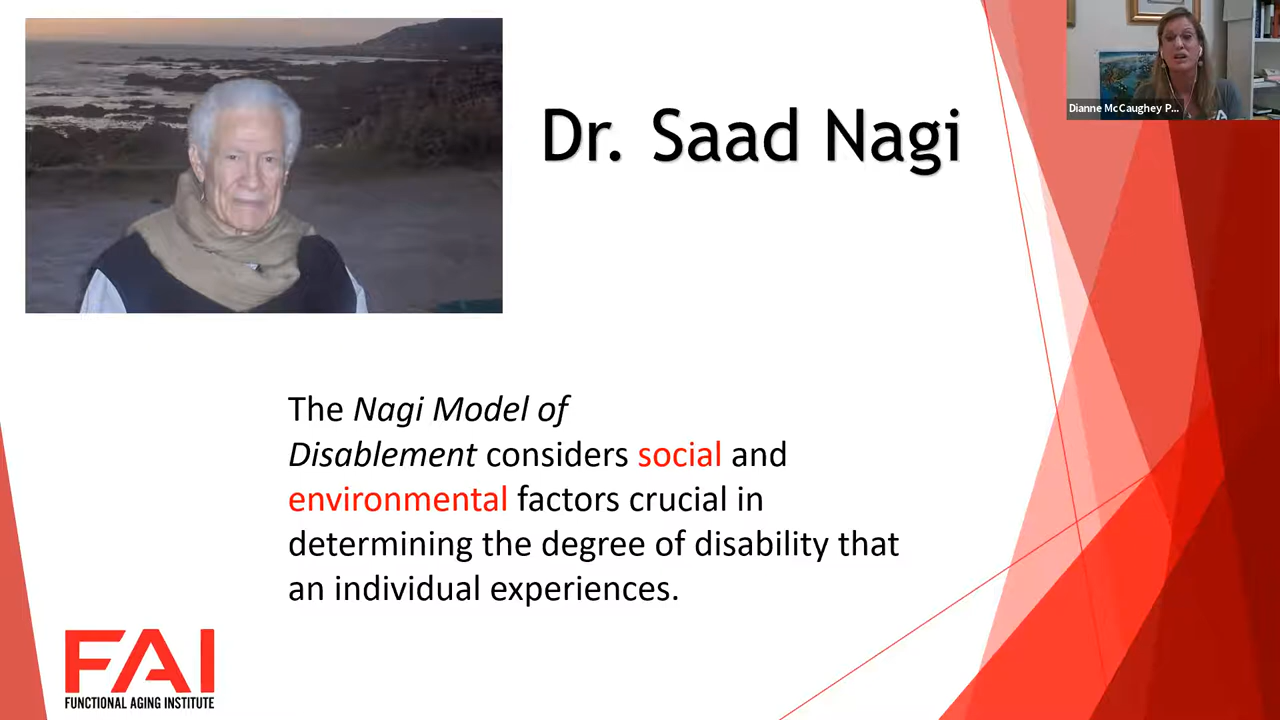 Dr. Saad Nagi
Dianne McCaughey P...
The Nagi Model of
Disablement considers social and
environmental factors crucial in
determining the degree of disability that
an individual experiences.
FAI
FUNCTIONAL AGING INSTITUTE